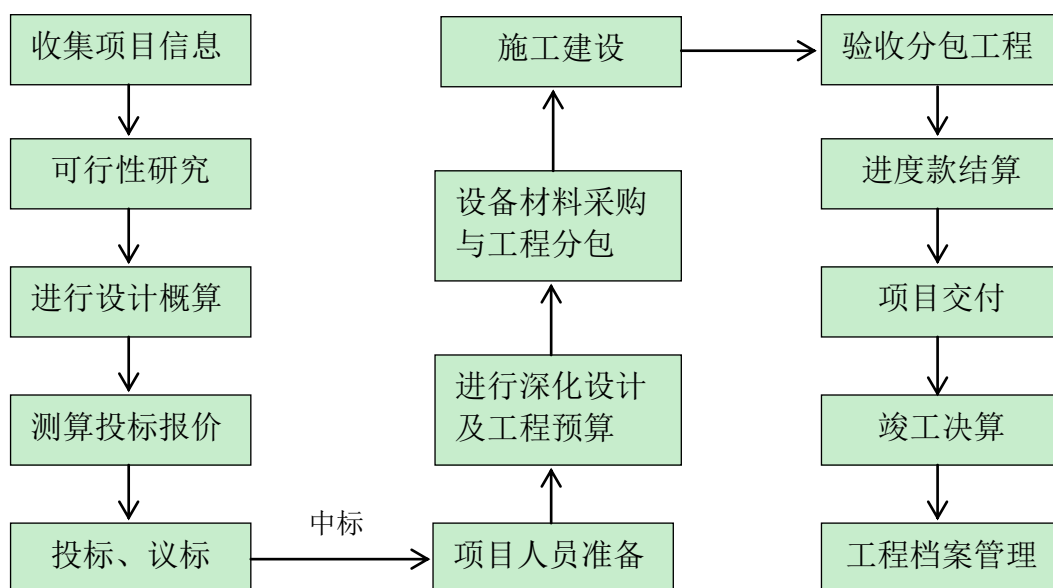 收集项目信息
可行性研究
进行设计概算
测算投标报价
投标、议标
中标
项目人员准备
进行深化设计
及工程预算
设备材料采购
与工程分包
施工建设
验收分包工程
进度款结算
项目交付
竣工决算
工程档案管理